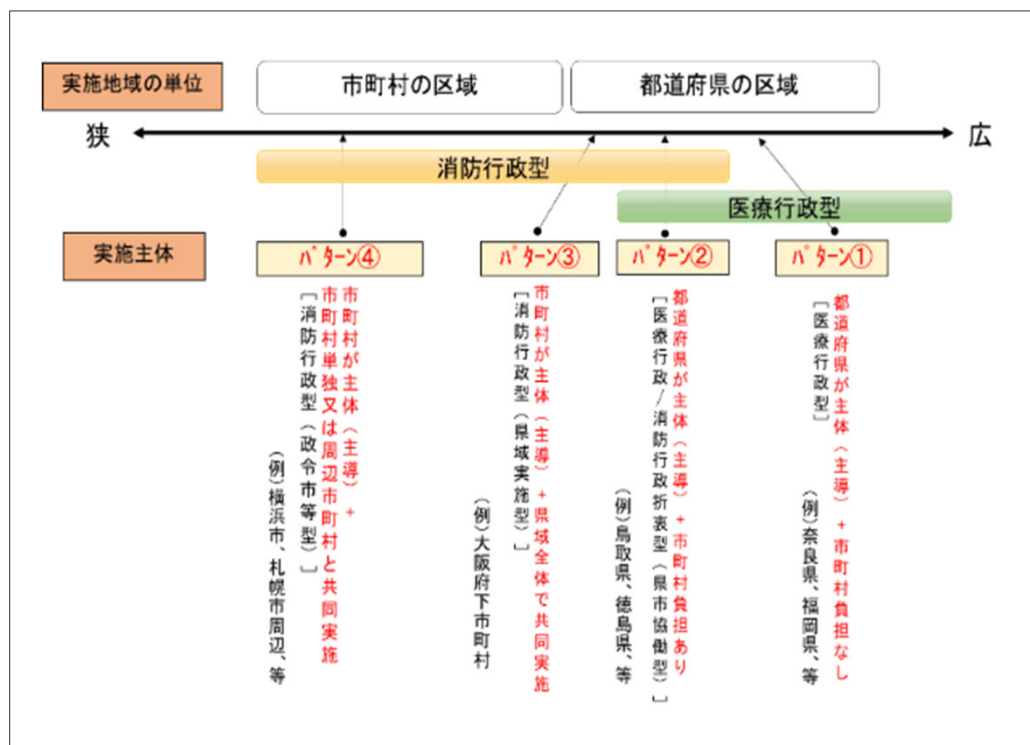 実施地域の単位
市町村の区域
都道府県の区域
狭
広
消防行政型
医療行政型
実施主体
パターン④
パターン③
パターン②
パターン①
都道府県が主体（主導）+市町村負担なし
［医療行政型］
（例）奈良県、福岡県、等
都道府県が主体（主導）+市町村負担あり
［医療行政/消防行政折衷型（県市協働型）］
（例）鳥取県、徳島県、等
市町村が主体（主導）+県域全体で共同実施
［消防行政型（県域実施型）］
（例）大阪府下市町村
市町村が主体（主導）+
市町村単独又は周辺市町村と共同実施
［消防行政型（政令市等型）］
（例）横浜市、札幌市周辺、等